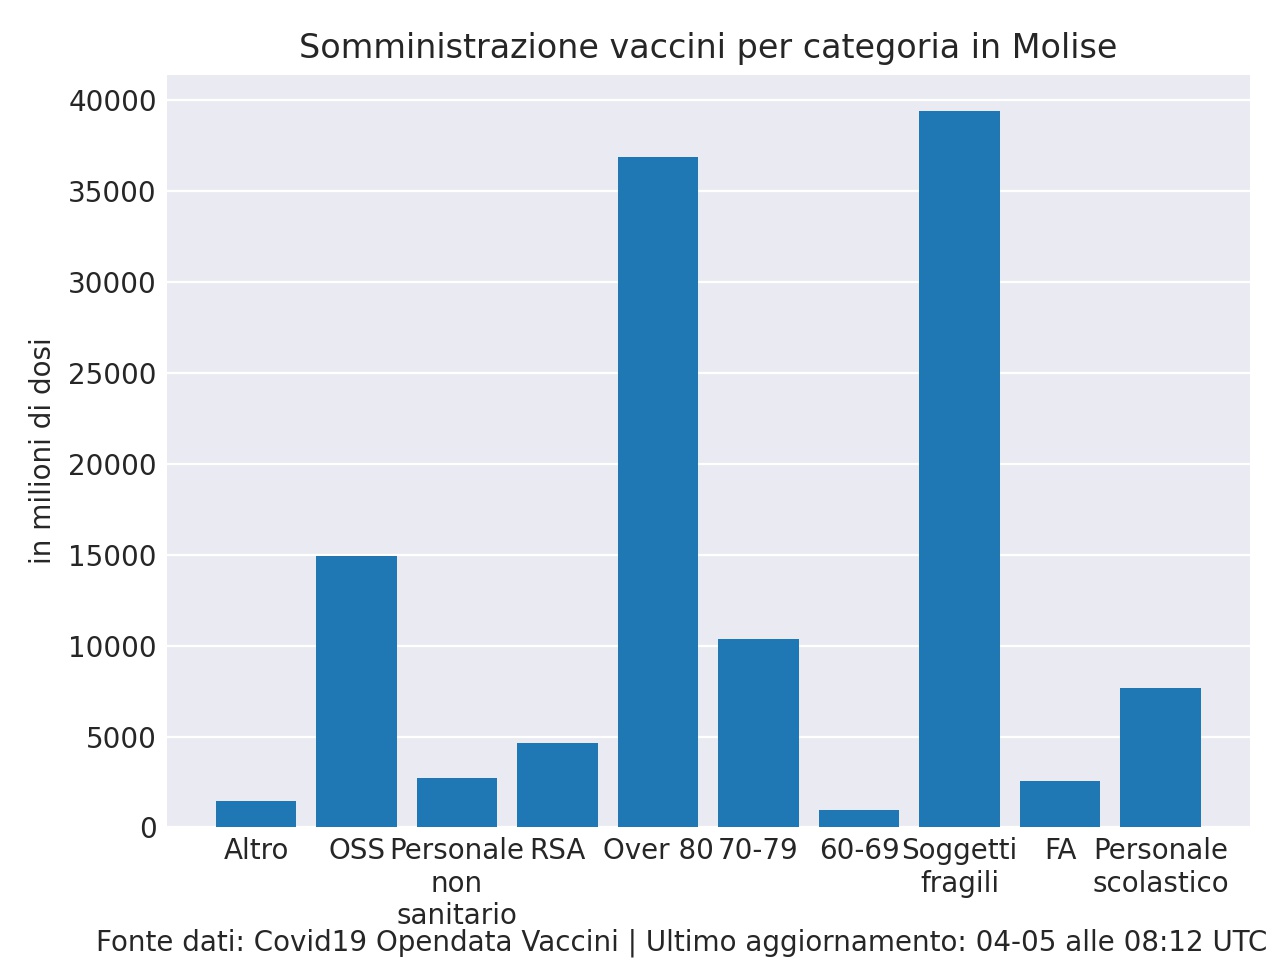 Somministrazione vaccini per categoria in Molise
in milioni di dosi
40000
35000
30000
25000
20000
15000
10000
5000
0
Altro
OSS
Personale
non
sanitario
RSA
Over 80
70-79
60-69
Soggetti
fragili
FA
Personale
scolastico
Fonte dati: Covid19 Opendata Vaccini | Ultimo aggiornamento: 04-05 alle 08:12 UTC